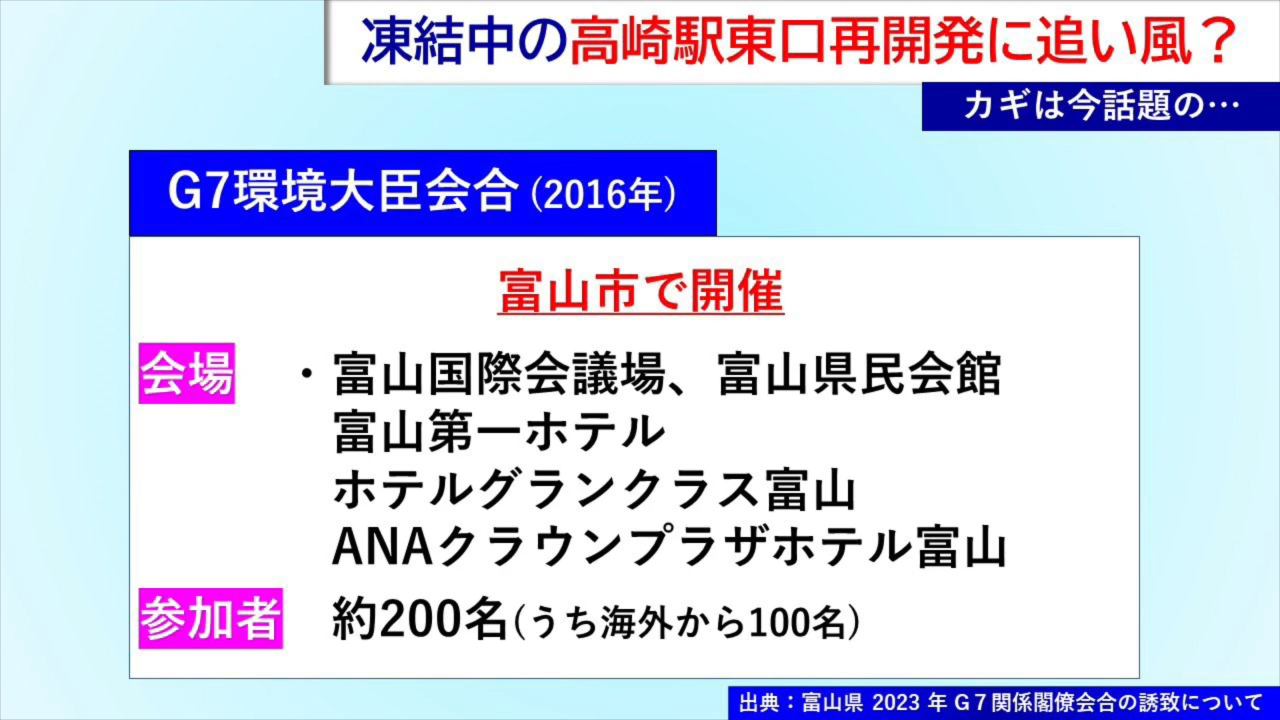 凍結中の高崎駅東口再開発に追い風？
カギは今話題の…
G7環境大臣会合 (2016年)
富山市で開催
会場 ・富山国際会議場、富山県民会館
富山第一ホテル
ホテルグランクラス富山
ANAクラウンプラザホテル富山
参加者 約200名(うち海外から100名)
出典：富山県 2023 年 G７関係閣僚会合の誘致について